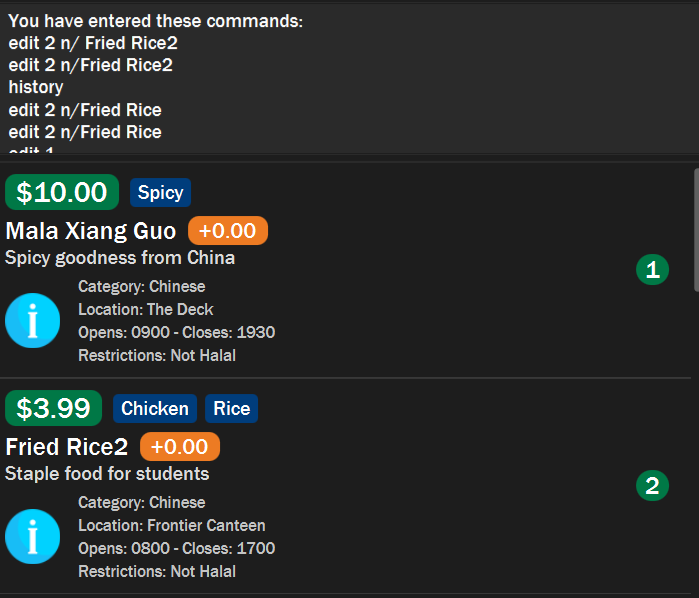 You have entered these commands:
edit 2 n/ Fried Rice2
edit 2 n/Fried Rice2
history
edit 2 n/Fried Rice
edit 2 n/Fried Rice
edit 1
$10.00 Spicy
Mala Xiang Guo +0.00
Spicy goodness from China
1
i
Category: Chinese
Location: The Deck
Opens: 0900 - Closes: 1930
Restrictions: Not Halal
$3.99 Chicken Rice
Fried Rice2 +0.00
Staple food for students
2
i
Category: Chinese
Location: Frontier Canteen
Opens: 0800 - Closes: 1700
Restrictions: Not Halal